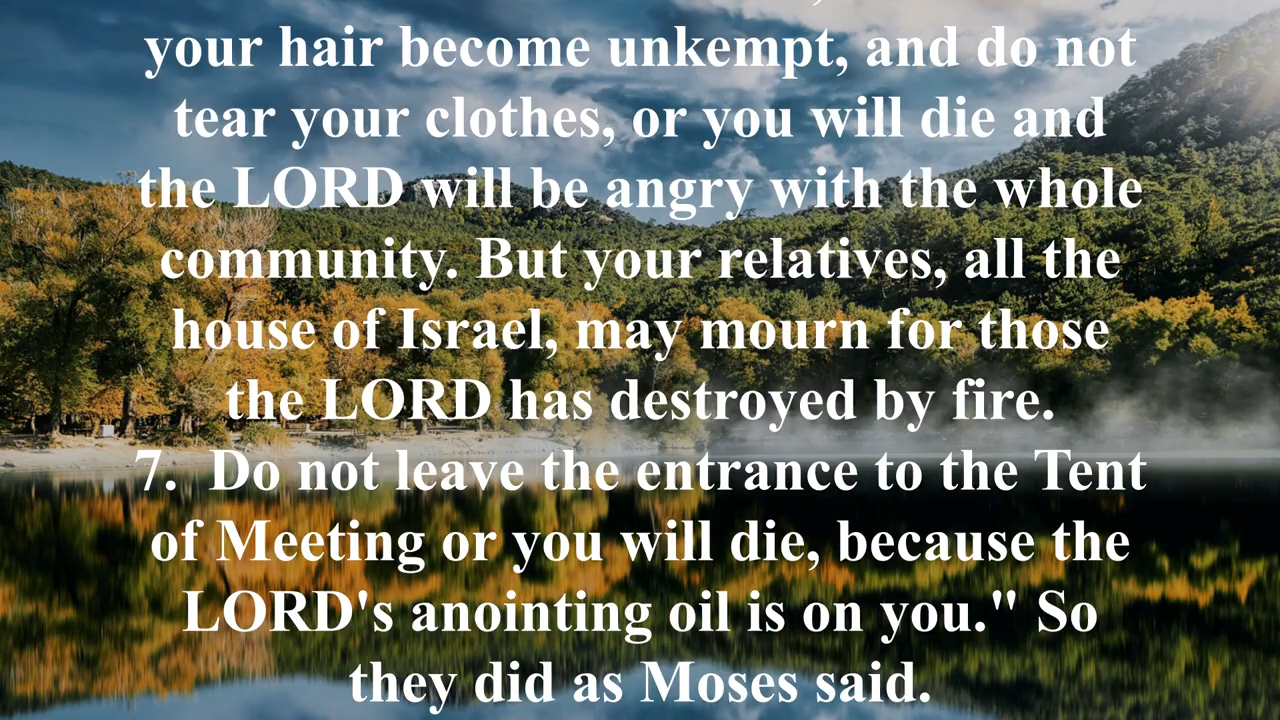 your hair become unkempt, and do not
tear your clothes, or you will die and
the LORD will be angry with the whole
community. But your relatives, all the
house of Israel, may mourn for those
the LORD has destroyed by fire.
7.  Do not leave the entrance to the Tent
of Meeting or you will die, because the
LORD's anointing oil is on you." So
they did as Moses said.